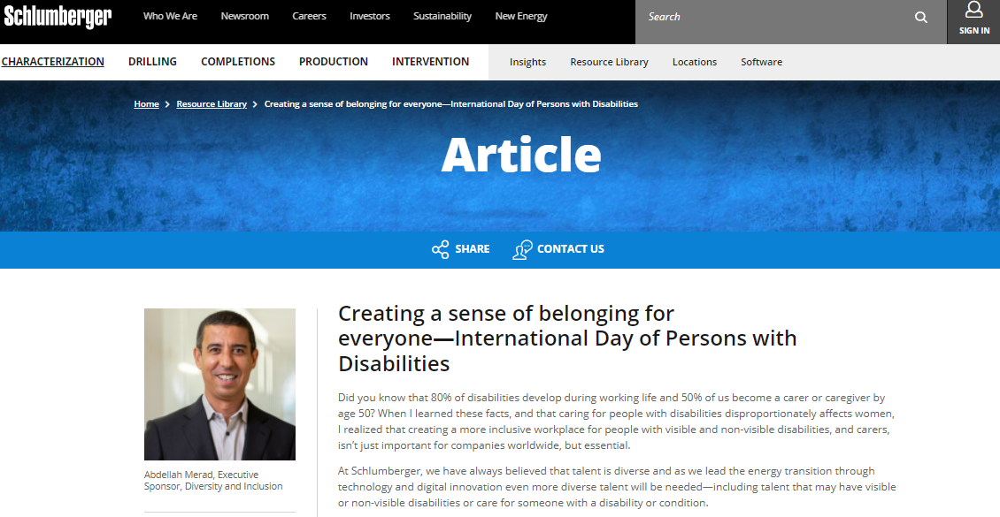 Schlumberger
Who We Are Newsroom Careers Investors Sustainability New Energy
Search
SIGN IN
CHARACTERIZATION DRILLING COMPLETIONS PRODUCTION INTERVENTION Insights Resource Library Locations Software
Home > Resource Library > Creating a sense of belonging for everyone—International Day of Persons with Disabilities
Article
SHARE CONTACT US
Abdellah Merad, Executive
Sponsor, Diversity and Inclusion
Creating a sense of belonging for
everyone—International Day of Persons with
Disabilities
Did you know that 80% of disabilities develop during working life and 50% of us become a carer or caregiver by
age 50? When I learned these facts, and that caring for people with disabilities disproportionately affects women,
I realized that creating a more inclusive workplace for people with visible and non-visible disabilities, and carers,
isn’t just important for companies worldwide, but essential.
At Schlumberger, we have always believed that talent is diverse and as we lead the energy transition through
technology and digital innovation even more diverse talent will be needed—including talent that may have visible
or non-visible disabilities or care for someone with a disability or condition.